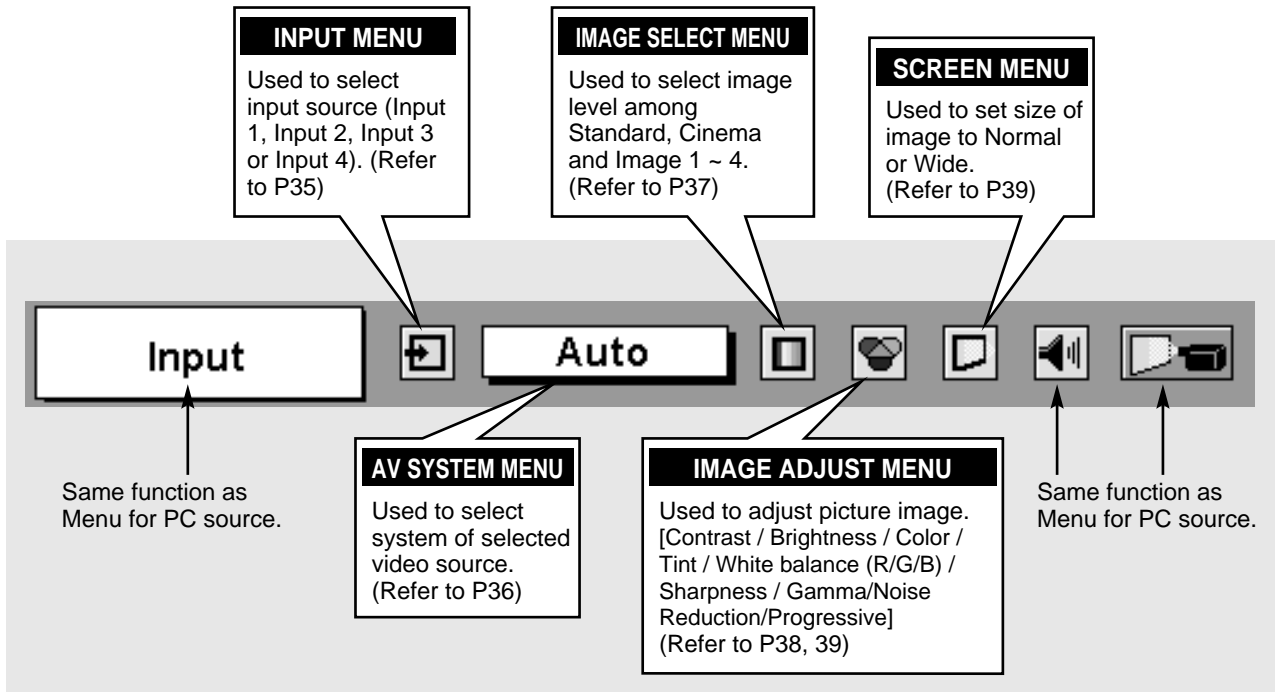 INPUT MENU
Used to select
input source (Input
1, Input 2, Input 3
or Input 4). (Refer
to P35)
IMAGE SELECT MENU
Used to select image
level among
Standard, Cinema
and Image 1 ~ 4.
(Refer to P37)
SCREEN MENU
Used to set size of
image to Normal
or Wide.
(Refer to P39)
Input
Auto
Same function as
Menu for PC source.
AV SYSTEM MENU
Used to select
system of selected
video source.
(Refer to P36)
IMAGE ADJUST MENU
Used to adjust picture image.
[Contrast / Brightness / Color /
Tint / White balance (R/G/B) /
Sharpness / Gamma/Noise
Reduction/Progressive]
(Refer to P38, 39)
Same function as
Menu for PC source.